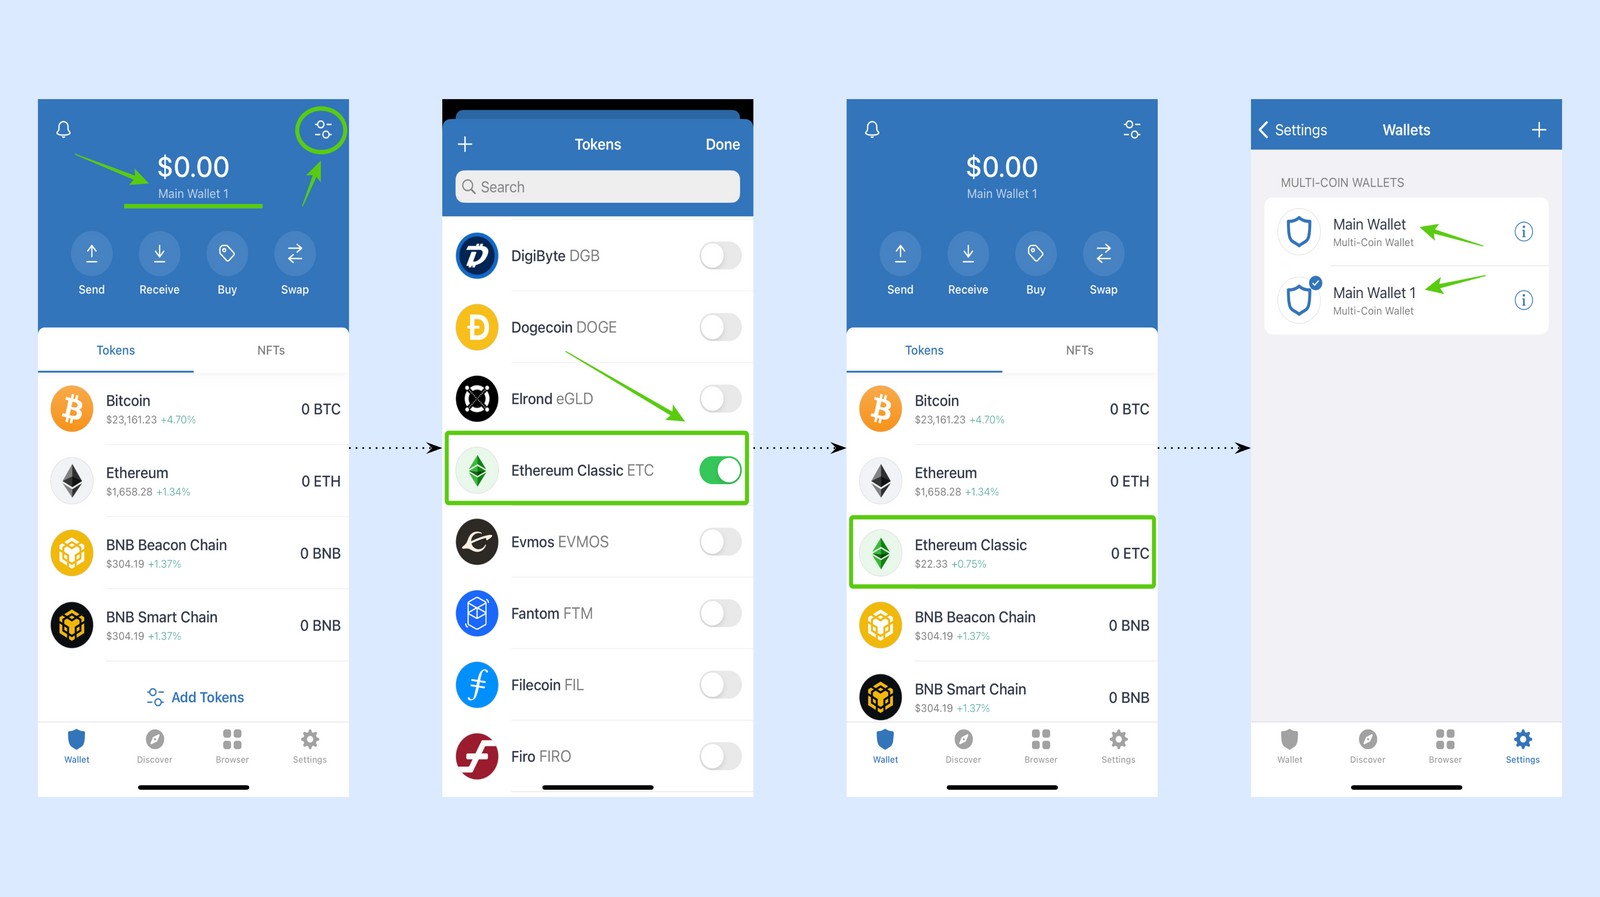 $0.00
Main Wallet 1
Send Receive Buy Swap
Tokens NFTs
Bitcoin 0 BTC
$23,161.23 +4.70%
Ethereum 0 ETH
$1,658.28 +1.34%
BNB Beacon Chain 0 BNB
$304.19 +1.37%
BNB Smart Chain 0 BNB
$304.19 +1.37%
Add Tokens
Wallet Discover Browser Settings
Tokens Done
Search
DigiByte DGB
Dogecoin DOGE
Elrond eGLD
Ethereum Classic ETC
Evmos EVMOS
Fantom FTM
Filecoin FIL
Firo FIRO
$0.00
Main Wallet 1
Send Receive Buy Swap
Tokens NFTs
Bitcoin 0 BTC
$23,161.23 +4.70%
Ethereum 0 ETH
$1,658.28 +1.34%
Ethereum Classic 0 ETC
$22.33 +0.75%
BNB Beacon Chain 0 BNB
$304.19 +1.37%
BNB Smart Chain 0 BNB
$304.19 +1.37%
Wallet Discover Browser Settings
Settings Wallets
MULTI-COIN WALLETS
Main Wallet
Multi-Coin Wallet
Main Wallet 1
Multi-Coin Wallet
Wallet Discover Browser Settings